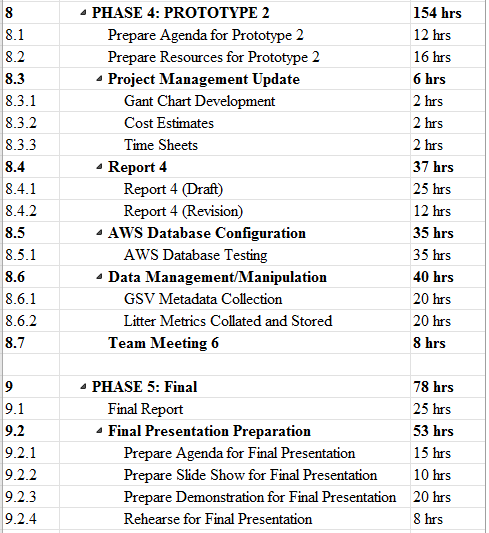 8 PHASE 4: PROTOTYPE 2 154 hrs
8.1 Prepare Agenda for Prototype 2 12 hrs
8.2 Prepare Resources for Prototype 2 16 hrs
8.3 Project Management Update 6 hrs
8.3.1 Gant Chart Development 2 hrs
8.3.2 Cost Estimates 2 hrs
8.3.3 Time Sheets 2 hrs
8.4 Report 4 37 hrs
8.4.1 Report 4 (Draft) 25 hrs
8.4.2 Report 4 (Revision) 12 hrs
8.5 AWS Database Configuration 35 hrs
8.5.1 AWS Database Testing 35 hrs
8.6 Data Management/Manipulation 40 hrs
8.6.1 GSV Metadata Collection 20 hrs
8.6.2 Litter Metrics Collated and Stored 20 hrs
8.7 Team Meeting 6 8 hrs
9 PHASE 5: Final 78 hrs
9.1 Final Report 25 hrs
9.2 Final Presentation Preparation 53 hrs
9.2.1 Prepare Agenda for Final Presentation 15 hrs
9.2.2 Prepare Slide Show for Final Presentation 10 hrs
9.2.3 Prepare Demonstration for Final Presentation 20 hrs
9.2.4 Rehearse for Final Presentation 8 hrs